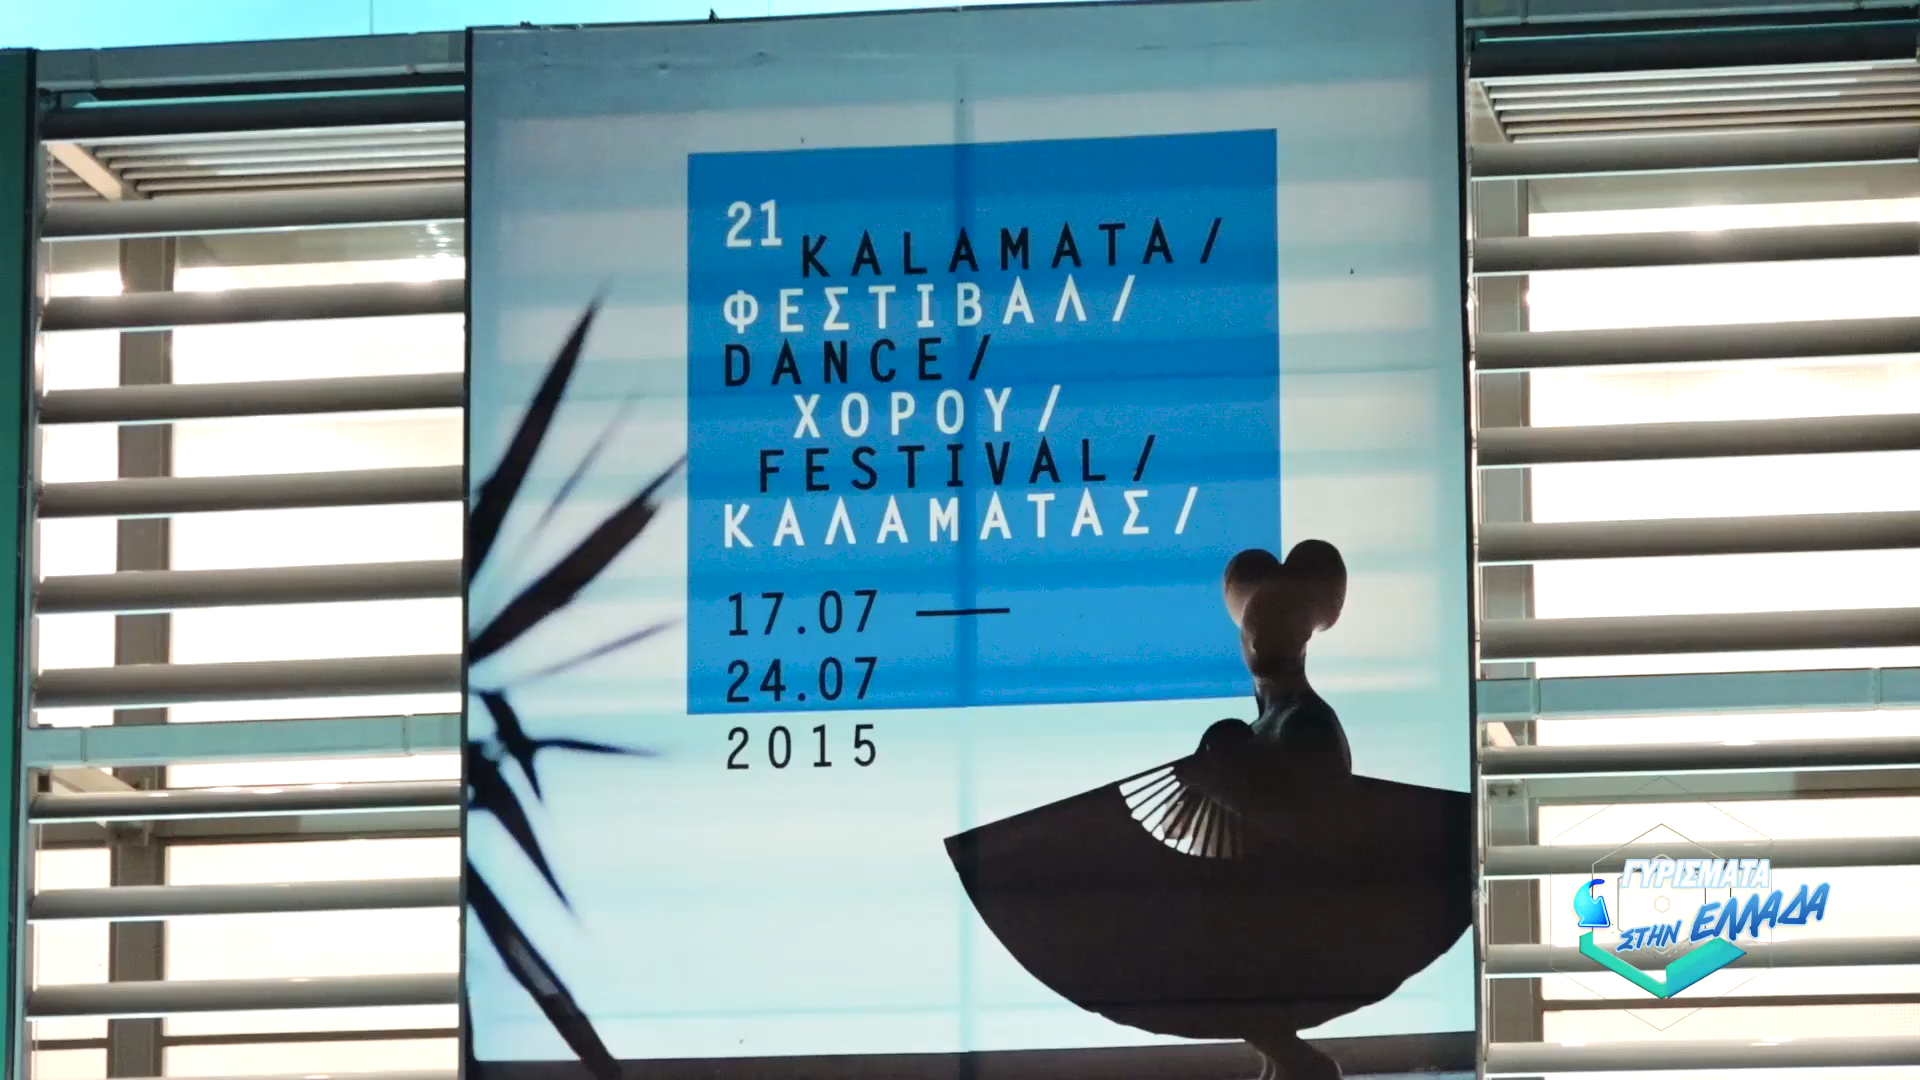 21 KALAMATA/
ΦΕΣΤΙΒΑΛ/
DANCE/
ΧΟΡΟΥ/
FESTIVAL/
ΚΑΛΑΜΑΤΑΣ/
17.07 —
24.07
2015
ΓΥΡΙΣΜΑΤΑ
ΣΤΗΝ ΕΛΛΑΔΑ